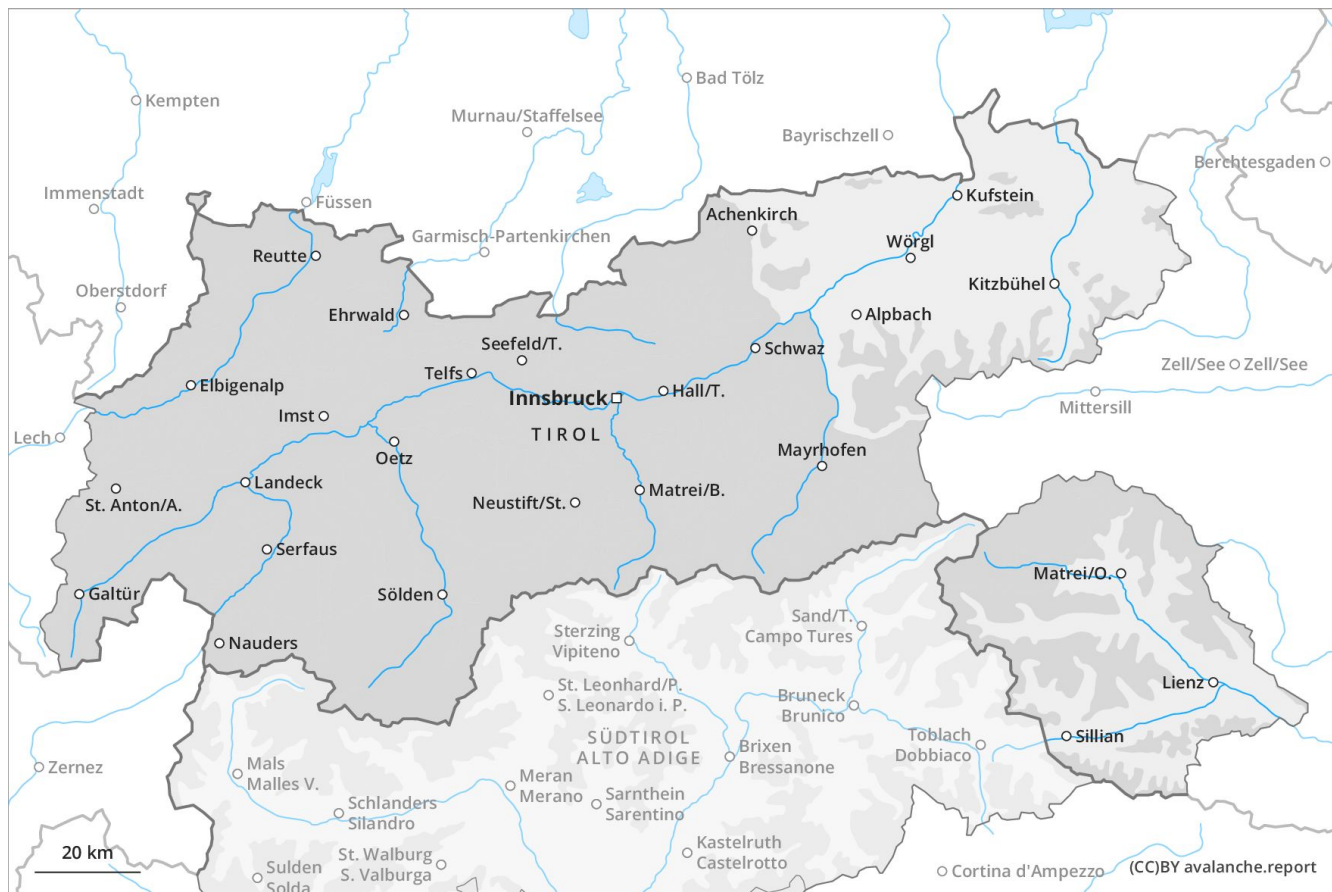 Bad Tölz
Kempten
Murnau/Staffelsee
Bayrischzell
Berchtesgaden
Immenstadt
Füssen
Kufstein
Achenkirch
Garmisch-Partenkirchen
Wörgl
Reutte
Kitzbühel
Oberstdorf
Ehrwald
Alpbach
Seefeld/T.
Schwaz
Zell/See
Zell/See
Telfs
Elbigenalp
Hall/T.
Innsbruck
Mittersill
Imst
TIROL
Lech
Mayrhofen
Oetz
Landeck
Matrei/B.
St. Anton/A.
Neustift/St.
Serfaus
Matrei/O.
Galtür
Sölden
Sand/T.
Campo Tures
Sterzing
Vipiteno
Nauders
Lienz
St. Leonhard/P.
S. Leonardo i. P.
Bruneck
Brunico
SÜDTIROL
ALTO ADIGE
Toblach
Dobbiaco
Sillian
Brixen
Bressanone
Zernez
Mals
Malles V.
Meran
Merano
Sarnthein
Sarentino
Schlanders
Silandro
Kastelruth
Castelrotto
20 km
St. Walburg
S. Valburga
Sulden
Solda
Cortina d'Ampezzo
(CC)BY avalanche.report